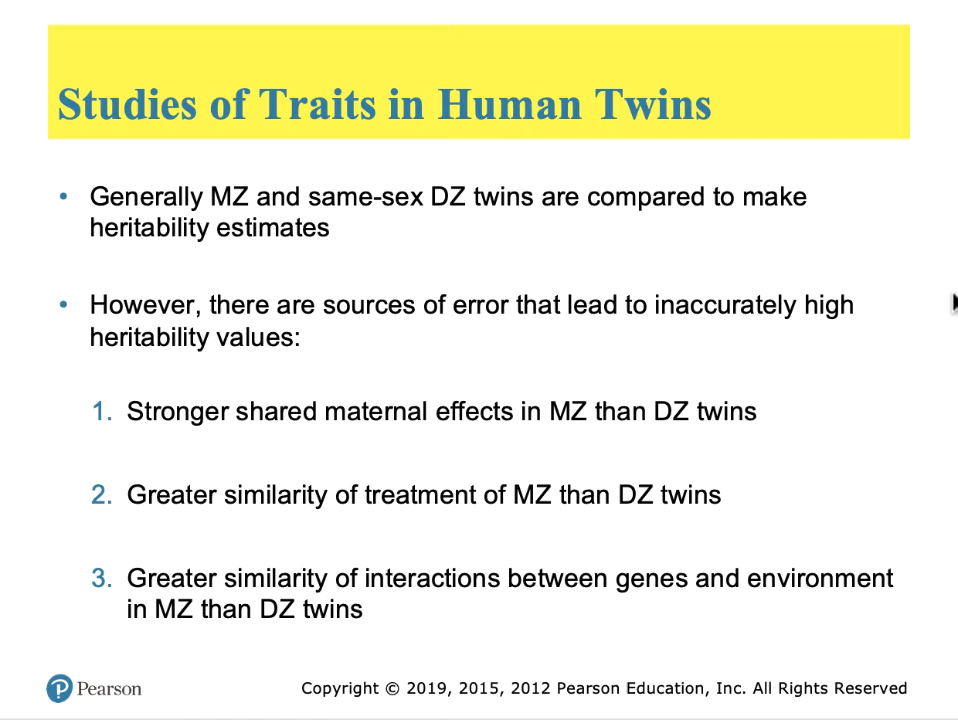 Studies of Traits in Human Twins
• Generally MZ and same-sex DZ twins are compared to make
heritability estimates
• However, there are sources of error that lead to inaccurately high
heritability values:
1. Stronger shared maternal effects in MZ than DZ twins
2. Greater similarity of treatment of MZ than DZ twins
3. Greater similarity of interactions between genes and environment
in MZ than DZ twins
Pearson
Copyright © 2019, 2015, 2012 Pearson Education, Inc. All Rights Reserved